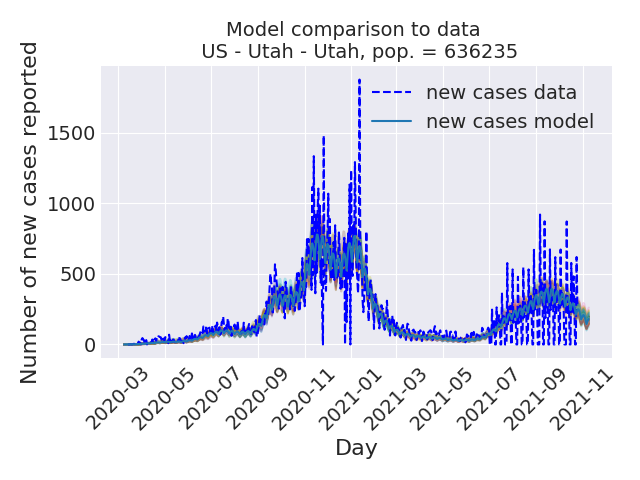 Model comparison to data
US - Utah - Utah, pop. = 636235
Number of new cases reported
1500
1000
500
0
new cases data
new cases model
2020-03
2020-05
2020-07
2020-09
2020-11
2021-01
2021-03
2021-05
2021-07
2021-09
2021-11
Day